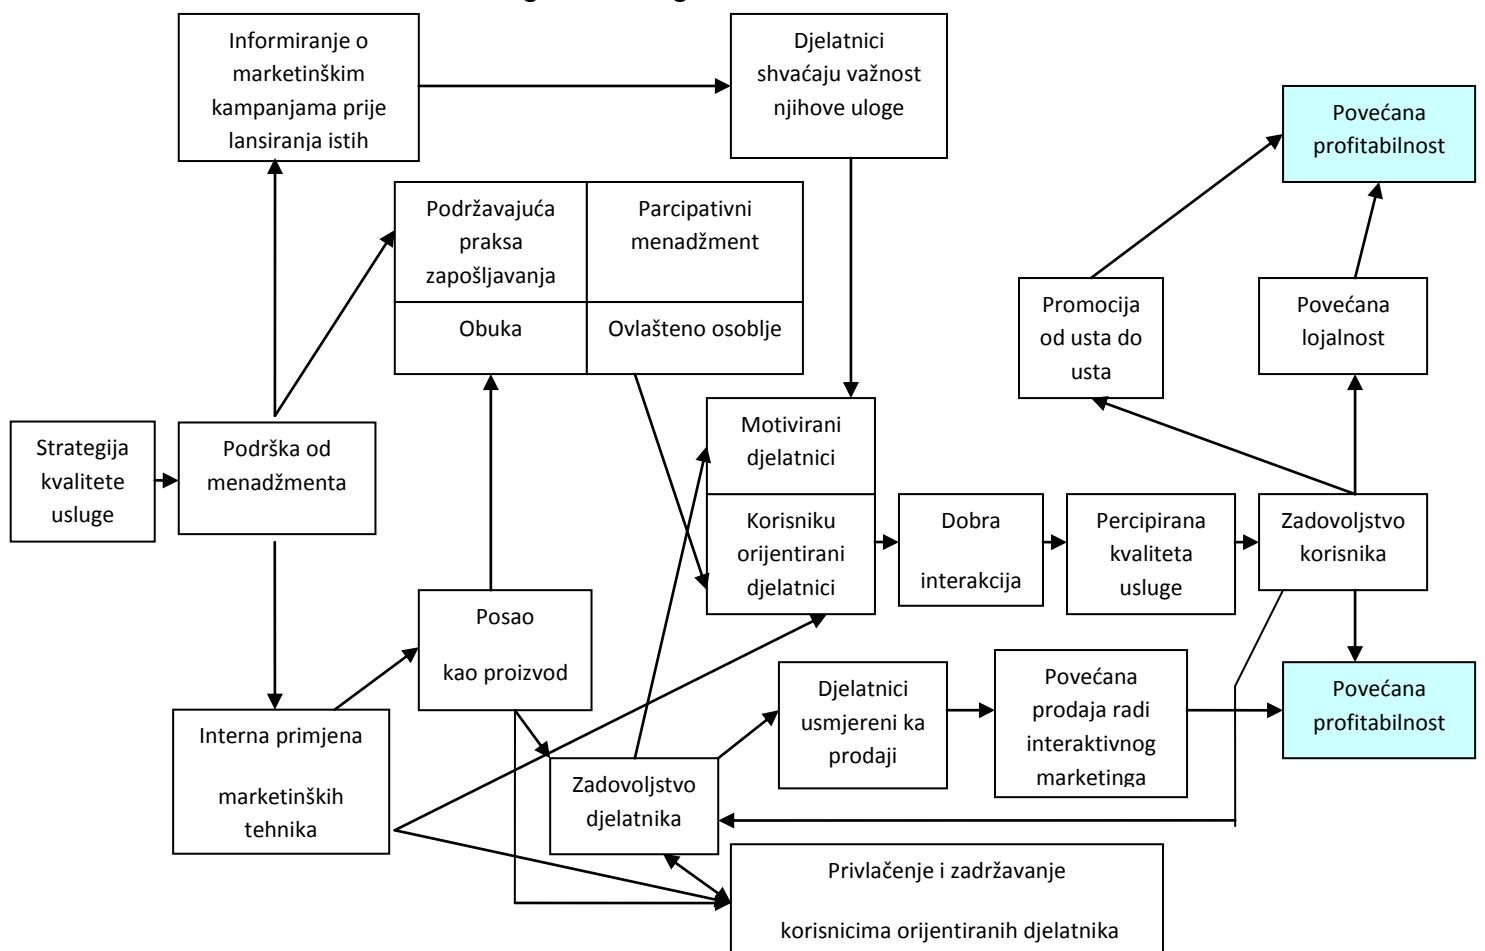 Informiranje o
marketinškim
kampanjama prije
lansiranja istih
Djelatnici
shvaćaju važnost
njihove uloge
Povećana
profitabilnost
Podržavajuća
praksa
zapošljavanja
Parcipativni
menadžment
Obuka
Ovlašteno osoblje
Promocija
od usta do
usta
Povećana
lojalnost
Strategija
kvalitete
usluge
Podrška od
menadžmenta
Motivirani
djelatnici
Korisniku
orijentirani
djelatnici
Dobra
interakcija
Percipirana
kvaliteta
usluge
Zadovoljstvo
korisnika
Posao
kao proizvod
Djelatnici
usmjereni ka
prodaji
Povećana
prodaja radi
interaktivnog
marketinga
Povećana
profitabilnost
Interna primjena
marketinških
tehnika
Zadovoljstvo
djelatnika
Privlačenje i zadržavanje
korisnicima orijentiranih djelatnika